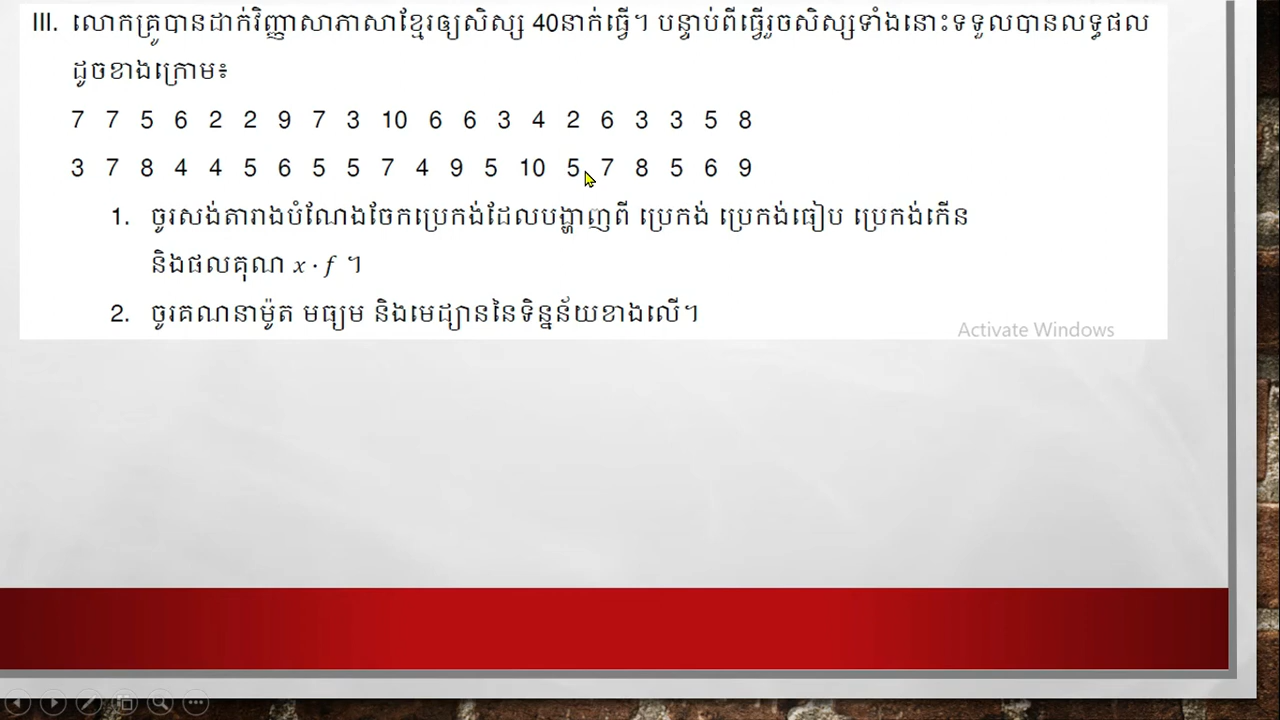 III. លោកគ្រូបានដាក់វិញ្ញាសាភាសាខ្មែរឲ្យសិស្ស 40នាក់ធ្វើ។ បន្ទាប់ពីធ្វើរួចសិស្សទាំងនោះទទួលបានលទ្ធផល
ដូចខាងក្រោម៖
7 7 5 6 2 2 9 7 3 10 6 6 3 4 2 6 3 3 5 8
3 7 8 4 4 5 6 5 5 7 4 9 5 10 5 7 8 5 6 9
1. ចូរសង់តារាងបំណែងចែកប្រេកង់ដែលបង្ហាញពី ប្រេកង់ ប្រេកង់ធៀប ប្រេកង់កើន
និងផលគុណ x · f ។
2. ចូរគណនាម៉ូត មធ្យម និងមេដ្យាននៃទិន្នន័យខាងលើ។
Activate Windows